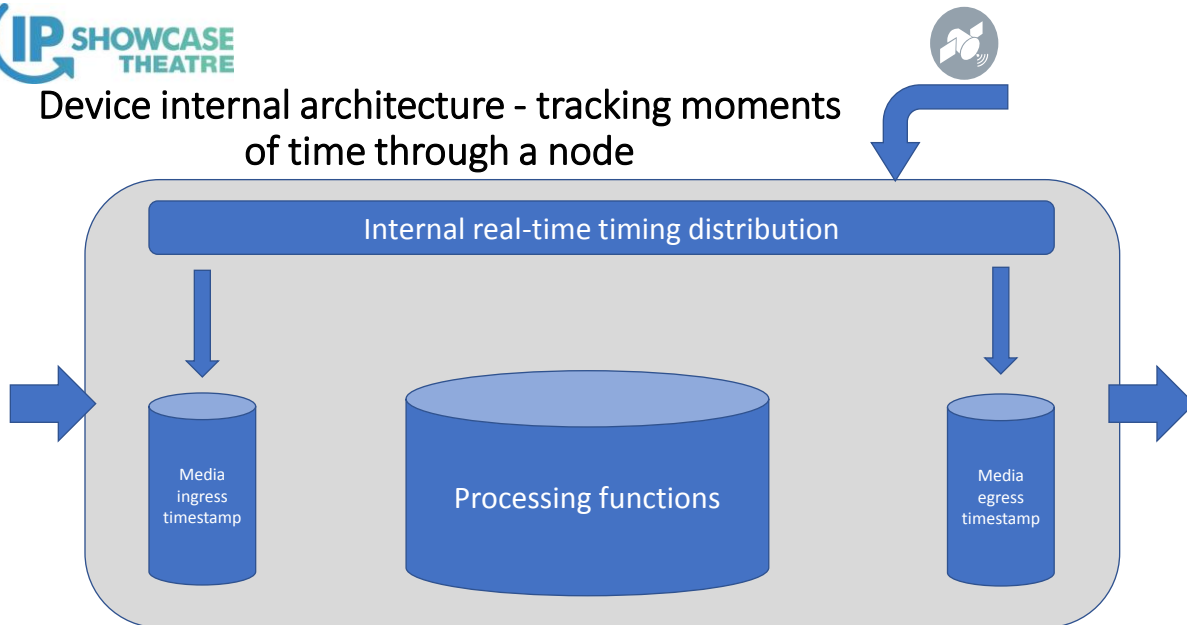 IP SHOWCASE
THEATRE
Device internal architecture - tracking moments
of time through a node
Internal real-time timing distribution
Media
ingress
timestamp
Processing functions
Media
egress
timestamp